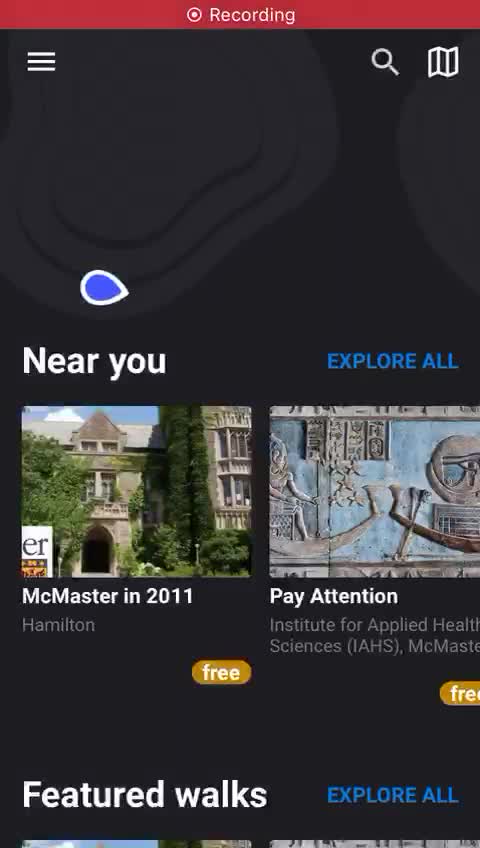 Recording
Near you
EXPLORE ALL
er
McMaster in 2011
Hamilton
free
Pay Attention
Institute for Applied Health
Sciences (IAHS), McMaste
free
Featured walks
EXPLORE ALL